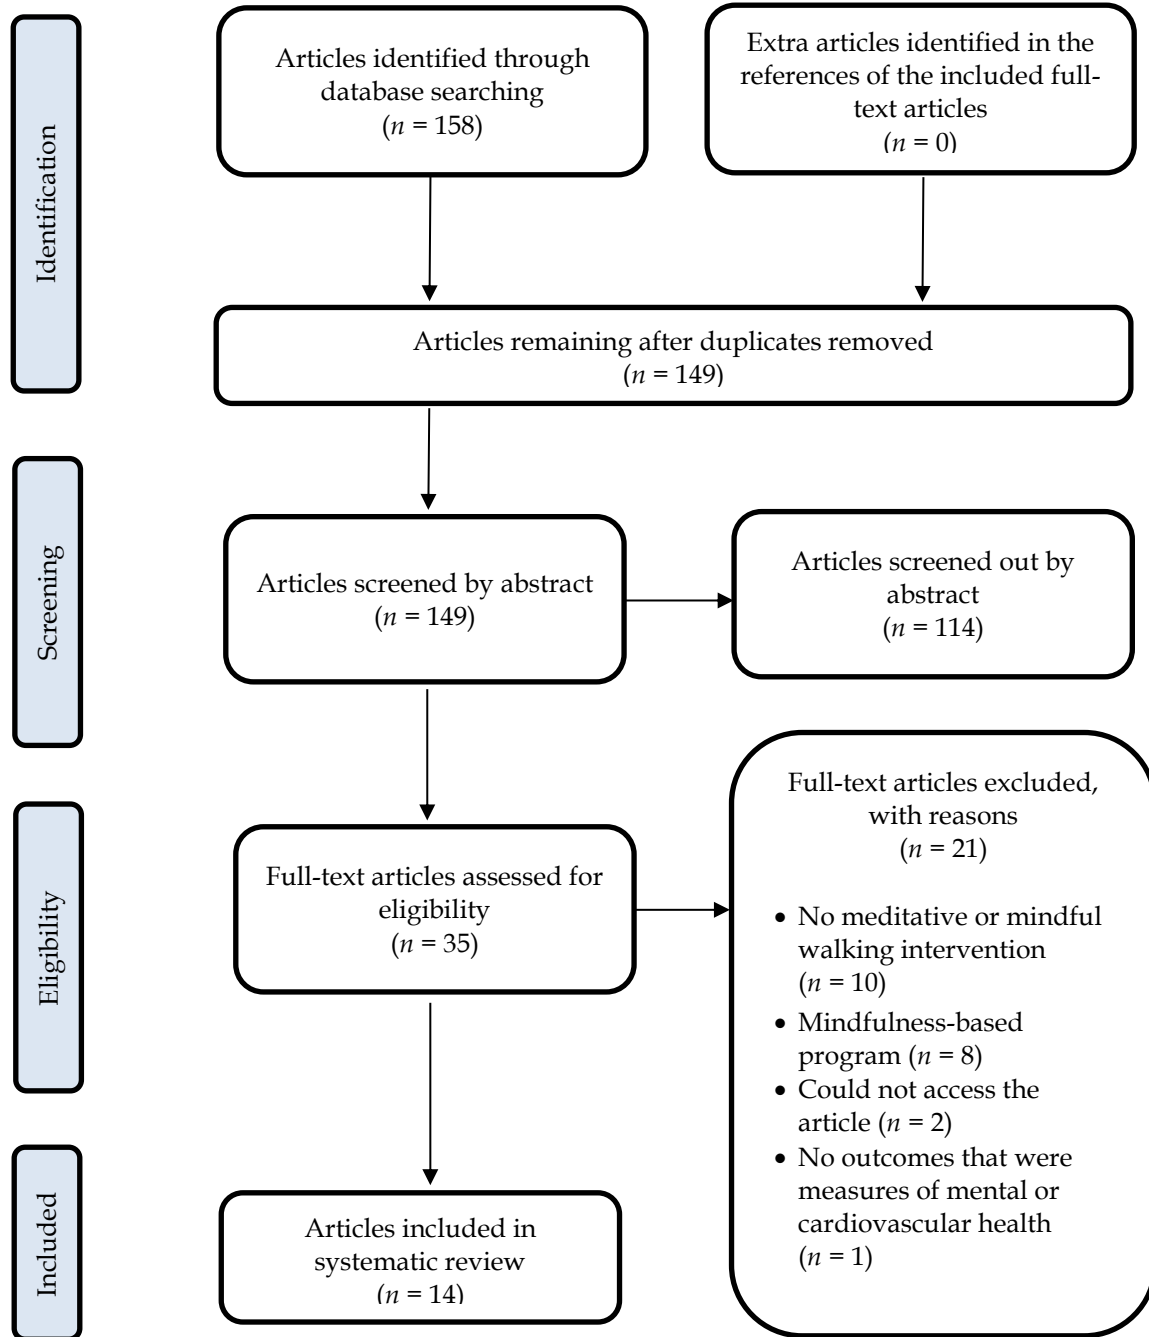 Identification
Articles identified through
database searching
(n = 158)
Extra articles identified in the
references of the included full-
text articles
(n = 0)
Articles remaining after duplicates removed
(n = 149)
Screening
Articles screened by abstract
(n = 149)
Articles screened out by
abstract
(n = 114)
Eligibility
Full-text articles assessed for
eligibility
(n = 35)
Full-text articles excluded,
with reasons
(n = 21)
• No meditative or mindful
walking intervention
(n = 10)
• Mindfulness-based
program (n = 8)
• Could not access the
article (n = 2)
• No outcomes that were
measures of mental or
cardiovascular health
(n = 1)
Included
Articles included in
systematic review
(n = 14)